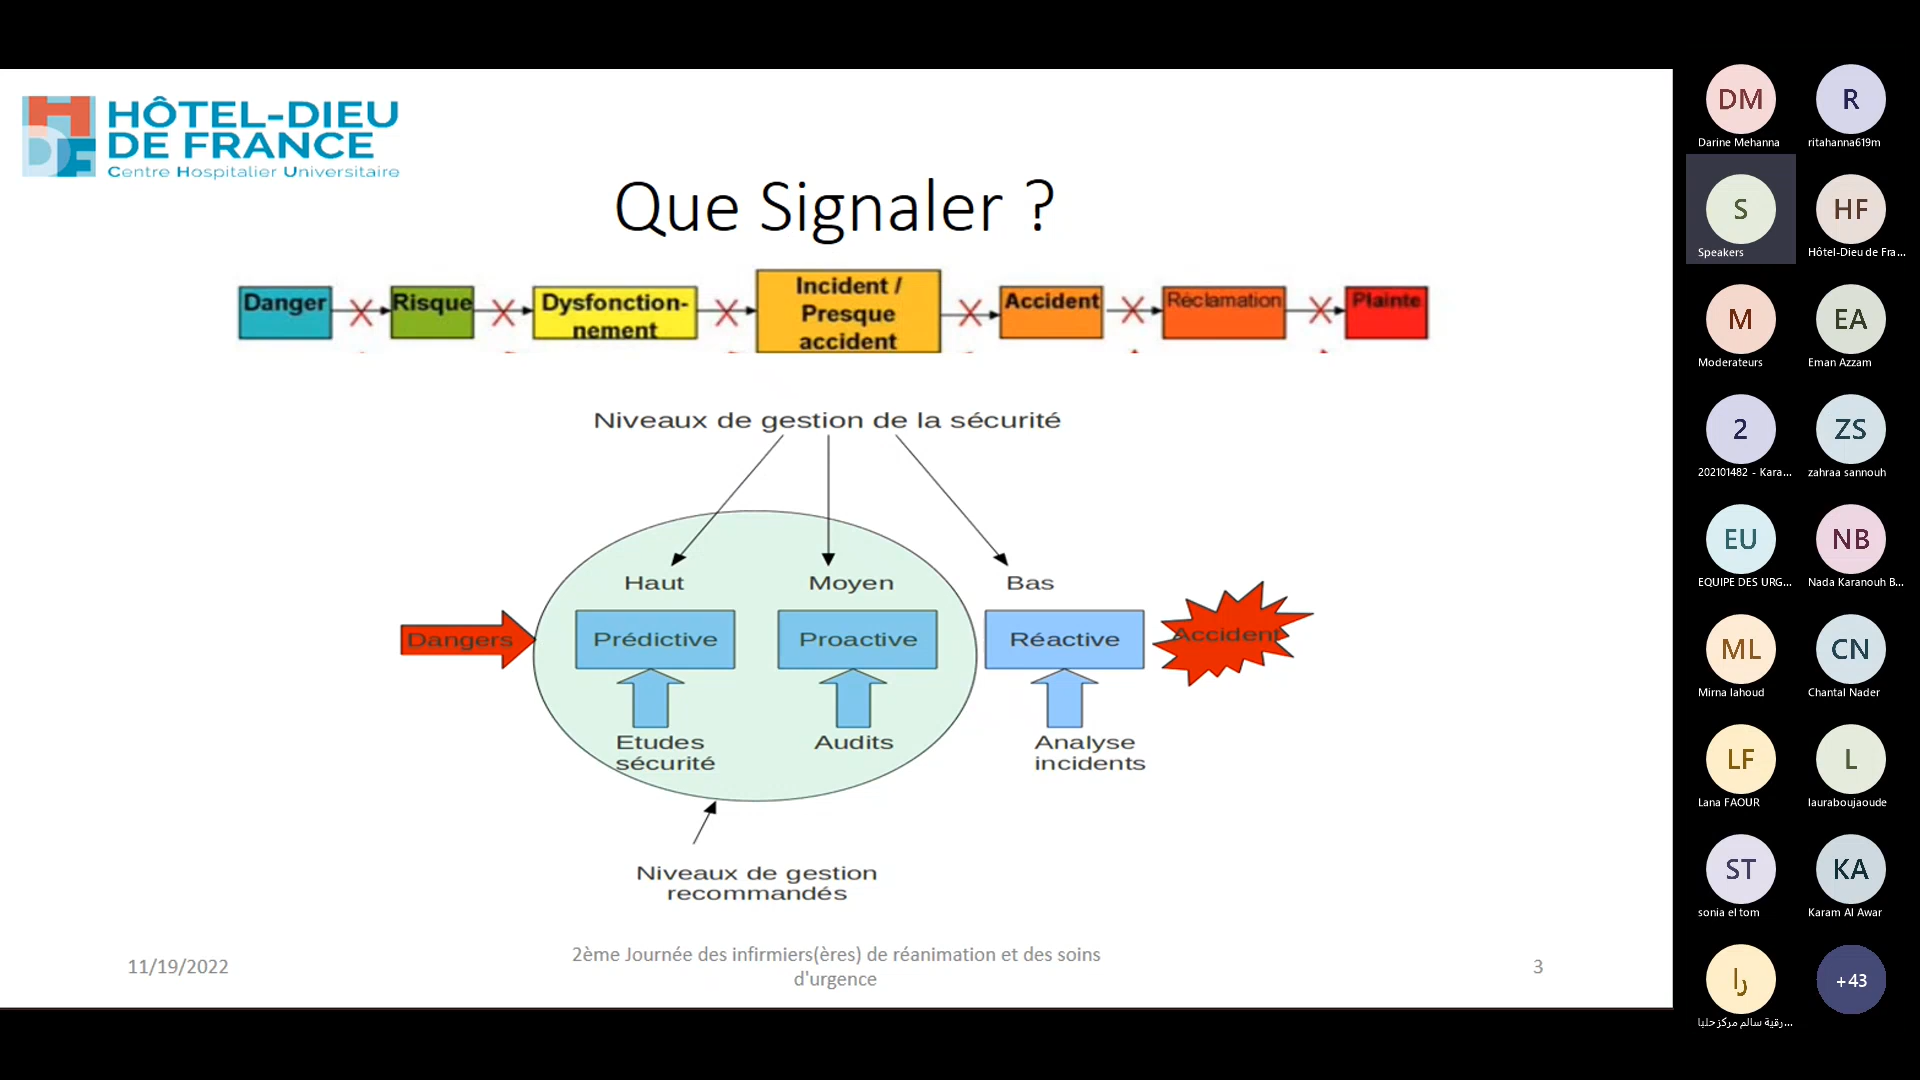 HÔTEL-DIEU
DE FRANCE
Centre Hospitalier Universitaire
Que Signaler ?
Danger
Risque
Dysfonction-
nement
Incident /
Presque
accident
Accident
Réclamation
Plainte
Niveaux de gestion de la sécurité
Haut
Moyen
Bas
Dangers
Prédictive
Proactive
Réactive
Accident
Etudes
sécurité
Audits
Analyse
incidents
Niveaux de gestion
recommandés
11/19/2022
2ème Journée des infirmiers(ères) de réanimation et des soins
d'urgence
3
DM
Darine Mehanna
R
ritahanna619m
S
Speakers
HF
Hôtel-Dieu de Fra...
M
Moderateurs
EA
Eman Azzam
2
202101482 - Kara...
ZS
zahraa sannouh
EU
EQUIPE DES URG...
NB
Nada Karanouh B...
ML
Mirna lahoud
CN
Chantal Nader
LF
Lana FAOUR
L
lauraboujaoude
ST
sonia el tom
KA
Karam Al Awar
را
رقية سالم مركز حلبا...
+43